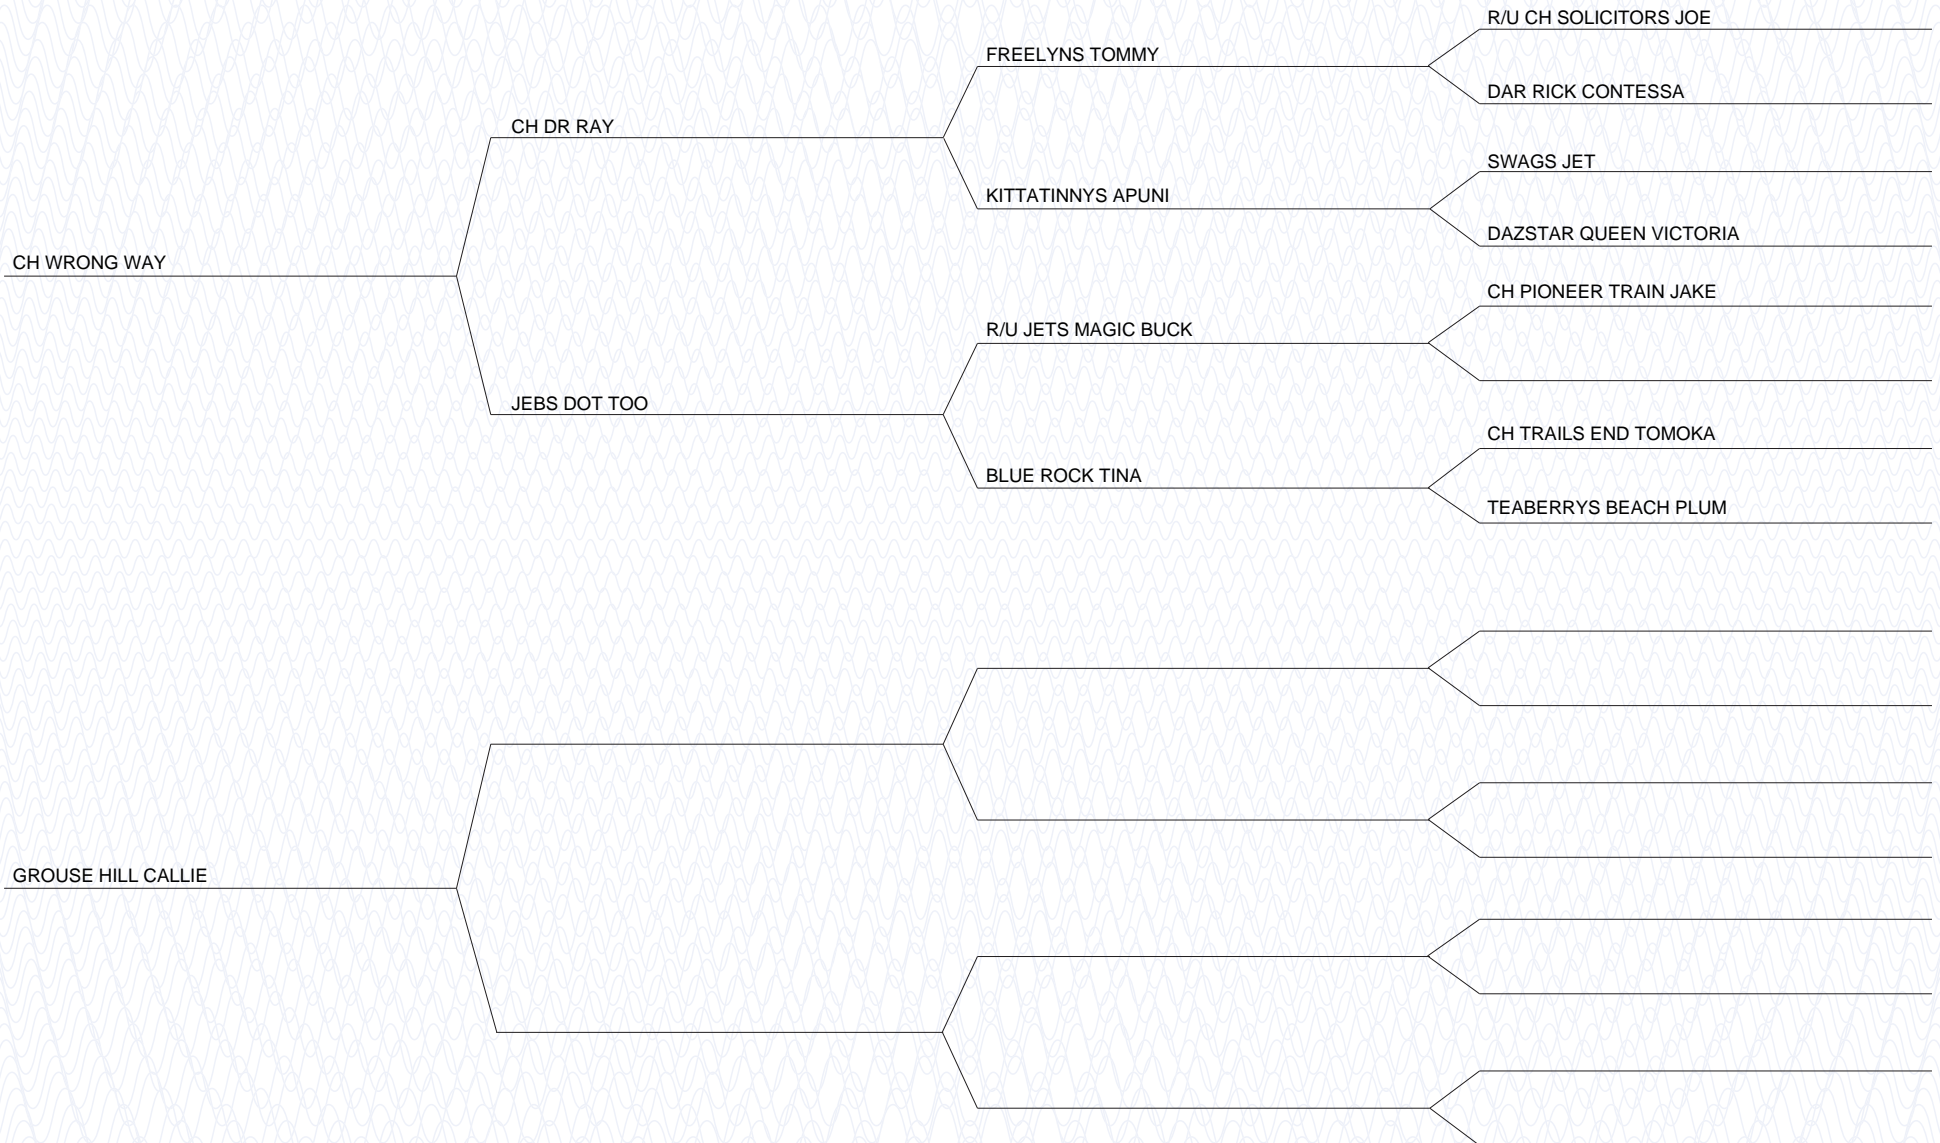 R/U CH SOLICITORS JOE
FREELYNS TOMMY
DAR RICK CONTESSA
CH DR RAY
SWAGS JET
KITTATINNYS APUNI
DAZSTAR QUEEN VICTORIA
CH WRONG WAY
CH PIONEER TRAIN JAKE
R/U JETS MAGIC BUCK
JEBS DOT TOO
CH TRAILS END TOMOKA
BLUE ROCK TINA
TEABERRYS BEACH PLUM
GROUSE HILL CALLIE